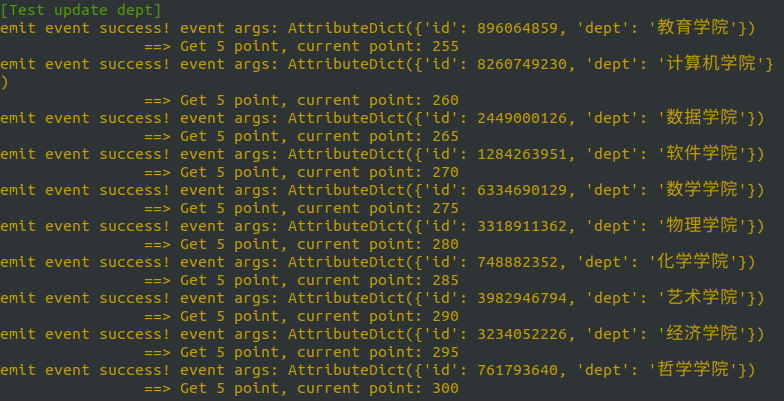 [Test update dept]
emit event success! event args: AttributeDict({'id': 896064859, 'dept': '教育学院'})
==> Get 5 point, current point: 255
emit event success! event args: AttributeDict({'id': 8260749230, 'dept': '计算机学院'}
)
==> Get 5 point, current point: 260
emit event success! event args: AttributeDict({'id': 2449000126, 'dept': '数据学院'})
==> Get 5 point, current point: 265
emit event success! event args: AttributeDict({'id': 1284263951, 'dept': '软件学院'})
==> Get 5 point, current point: 270
emit event success! event args: AttributeDict({'id': 6334690129, 'dept': '数学学院'})
==> Get 5 point, current point: 275
emit event success! event args: AttributeDict({'id': 3318911362, 'dept': '物理学院'})
==> Get 5 point, current point: 280
emit event success! event args: AttributeDict({'id': 748882352, 'dept': '化学学院'})
==> Get 5 point, current point: 285
emit event success! event args: AttributeDict({'id': 3982946794, 'dept': '艺术学院'})
==> Get 5 point, current point: 290
emit event success! event args: AttributeDict({'id': 3234052226, 'dept': '经济学院'})
==> Get 5 point, current point: 295
emit event success! event args: AttributeDict({'id': 761793640, 'dept': '哲学学院'})
==> Get 5 point, current point: 300